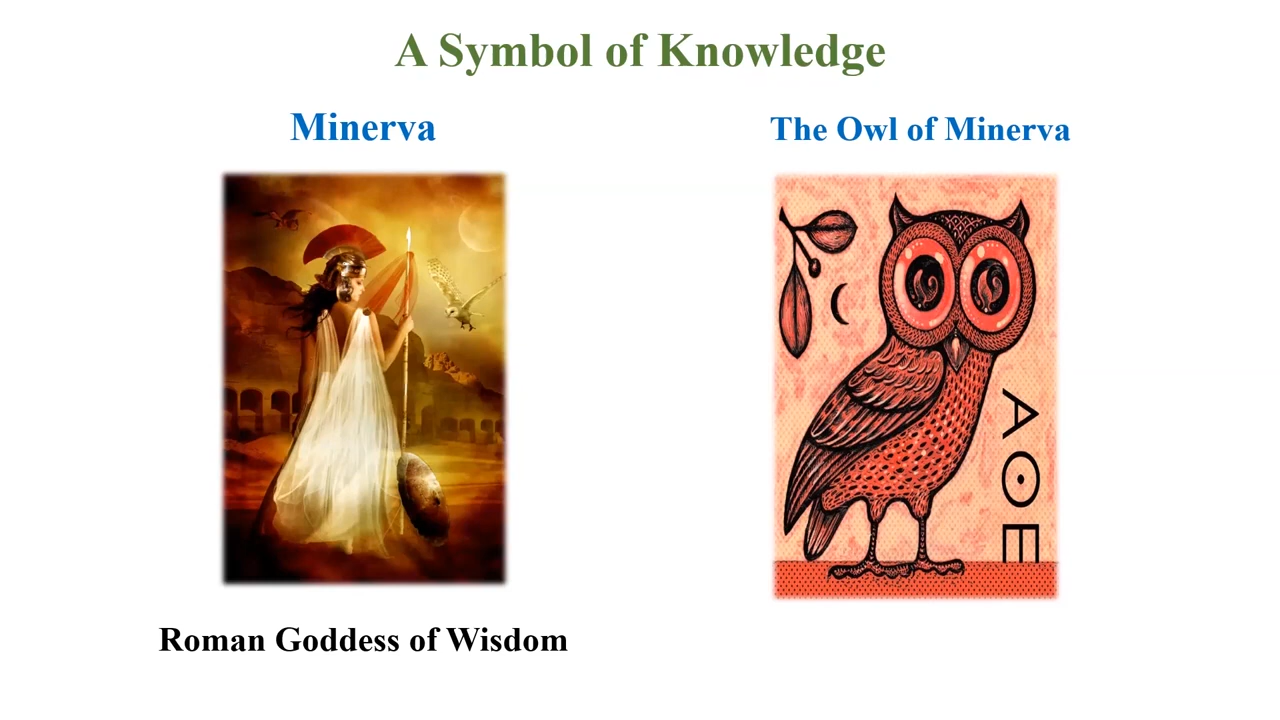 A Symbol of Knowledge
Minerva
The Owl of Minerva
ΑΘΕ
Roman Goddess of Wisdom